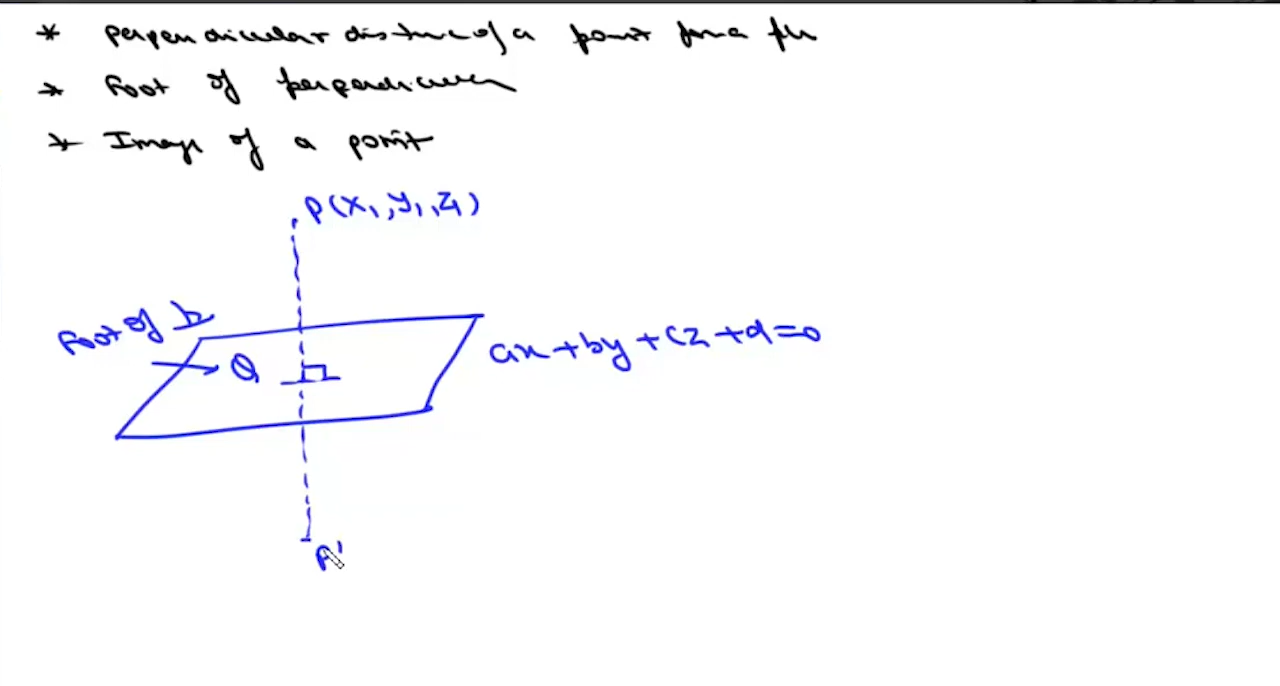 * Perpendicular distance of a point from a
* Foot of perpendicular
* Image of a point
P(x₁, y₁, z₁)
Foot of
Q
ax+by+cz+d=0